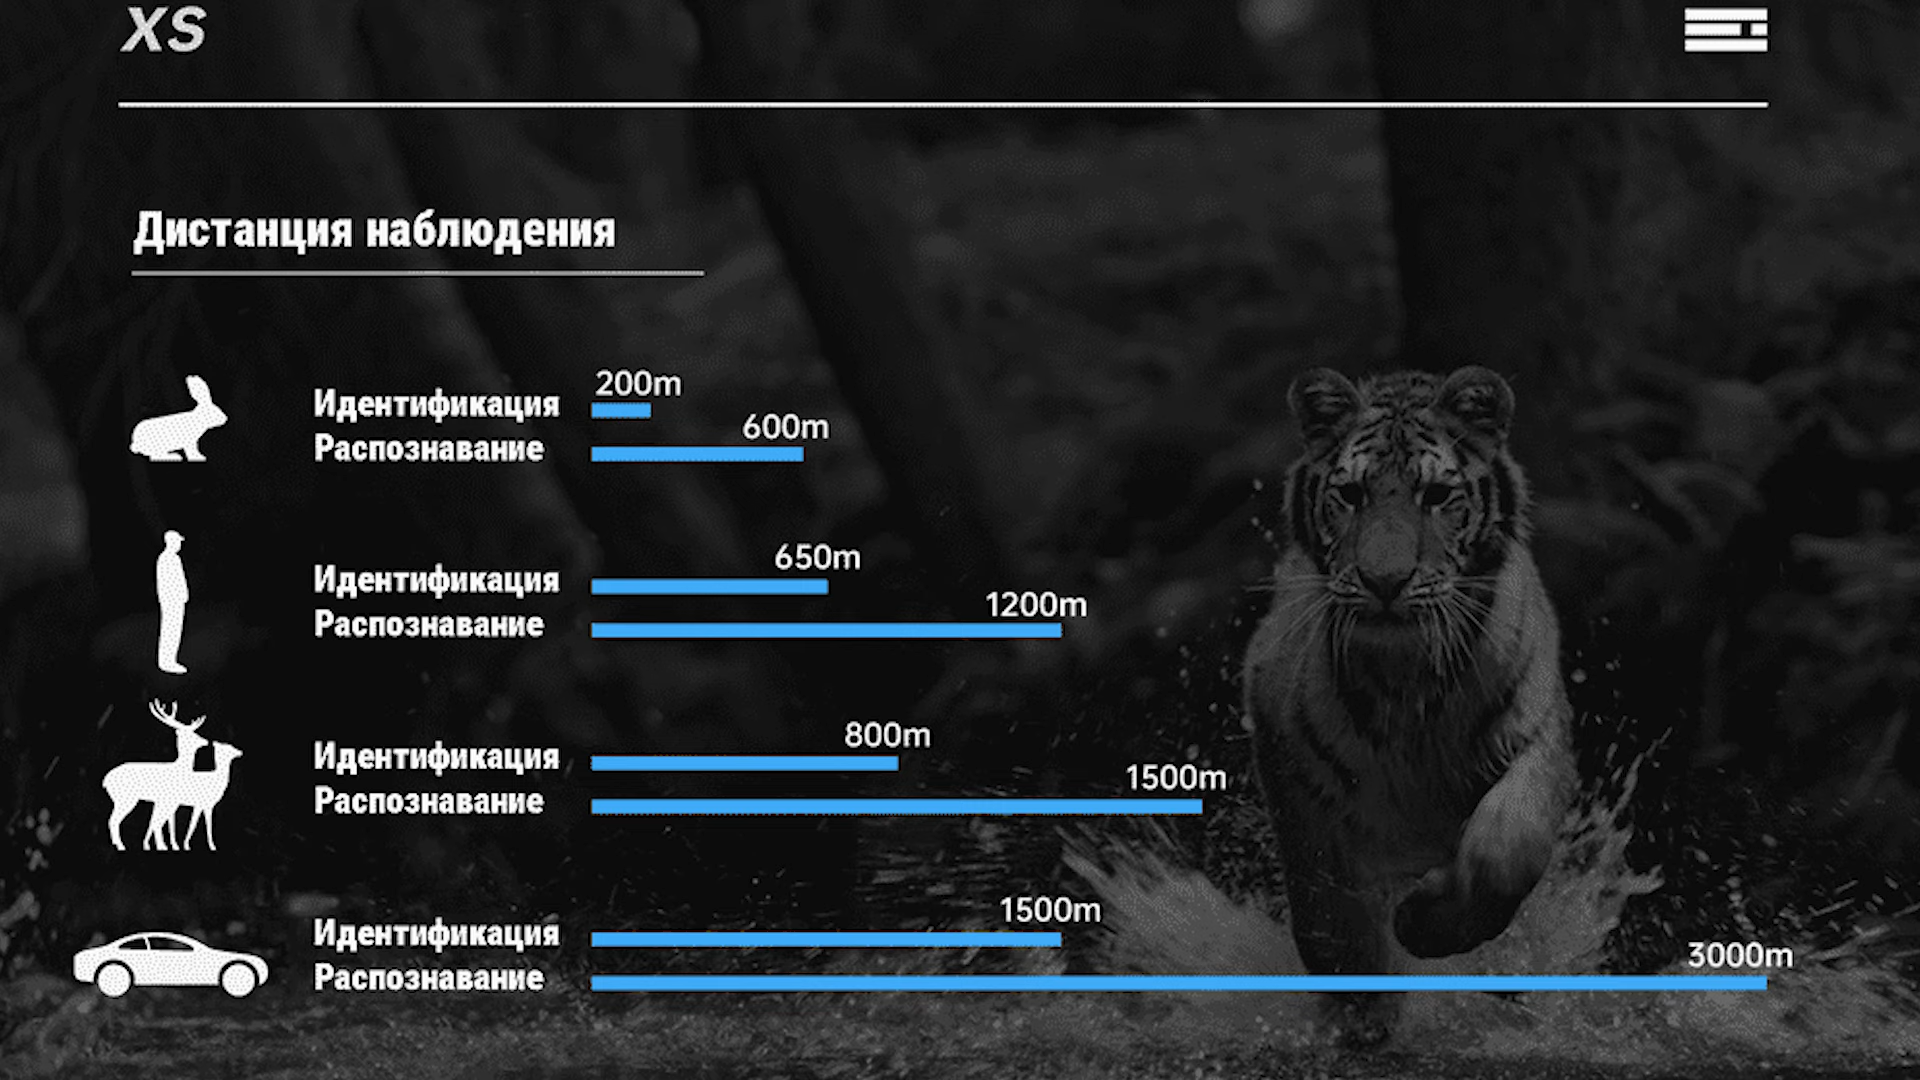 XS
Дистанция наблюдения
Идентификация 200m
Распознавание 600m
Идентификация 650m
Распознавание 1200m
Идентификация 800m
Распознавание 1500m
Идентификация 1500m
Распознавание 3000m